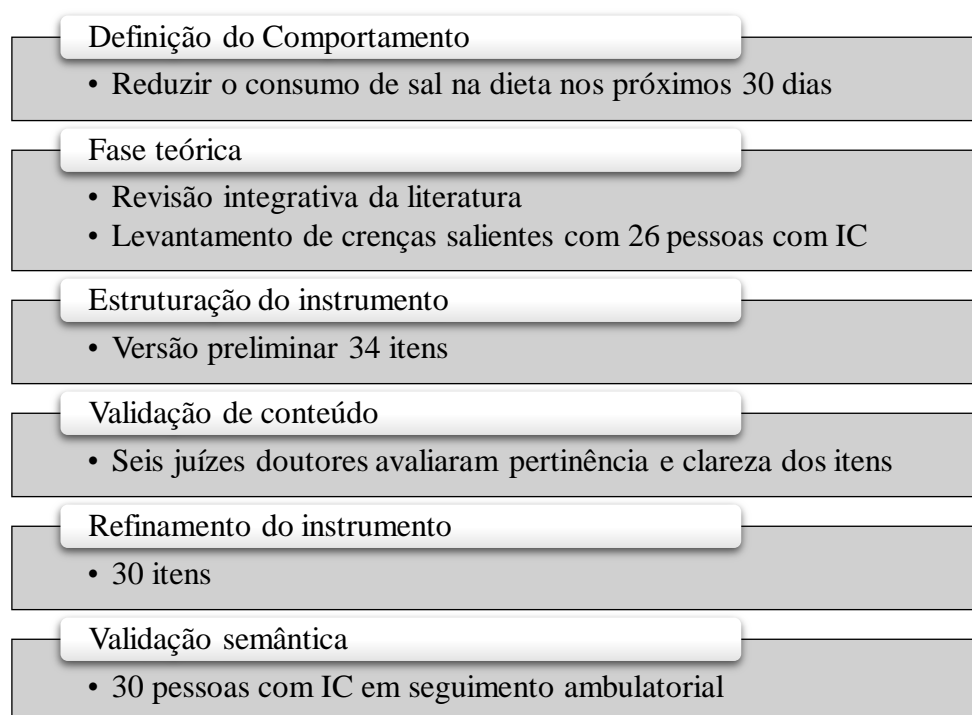 Definição do Comportamento
• Reduzir o consumo de sal na dieta nos próximos 30 dias
Fase teórica
• Revisão integrativa da literatura
• Levantamento de crenças salientes com 26 pessoas com IC
Estruturação do instrumento
• Versão preliminar 34 itens
Validação de conteúdo
• Seis juízes doutores avaliaram pertinência e clareza dos itens
Refinamento do instrumento
• 30 itens
Validação semântica
• 30 pessoas com IC em seguimento ambulatorial